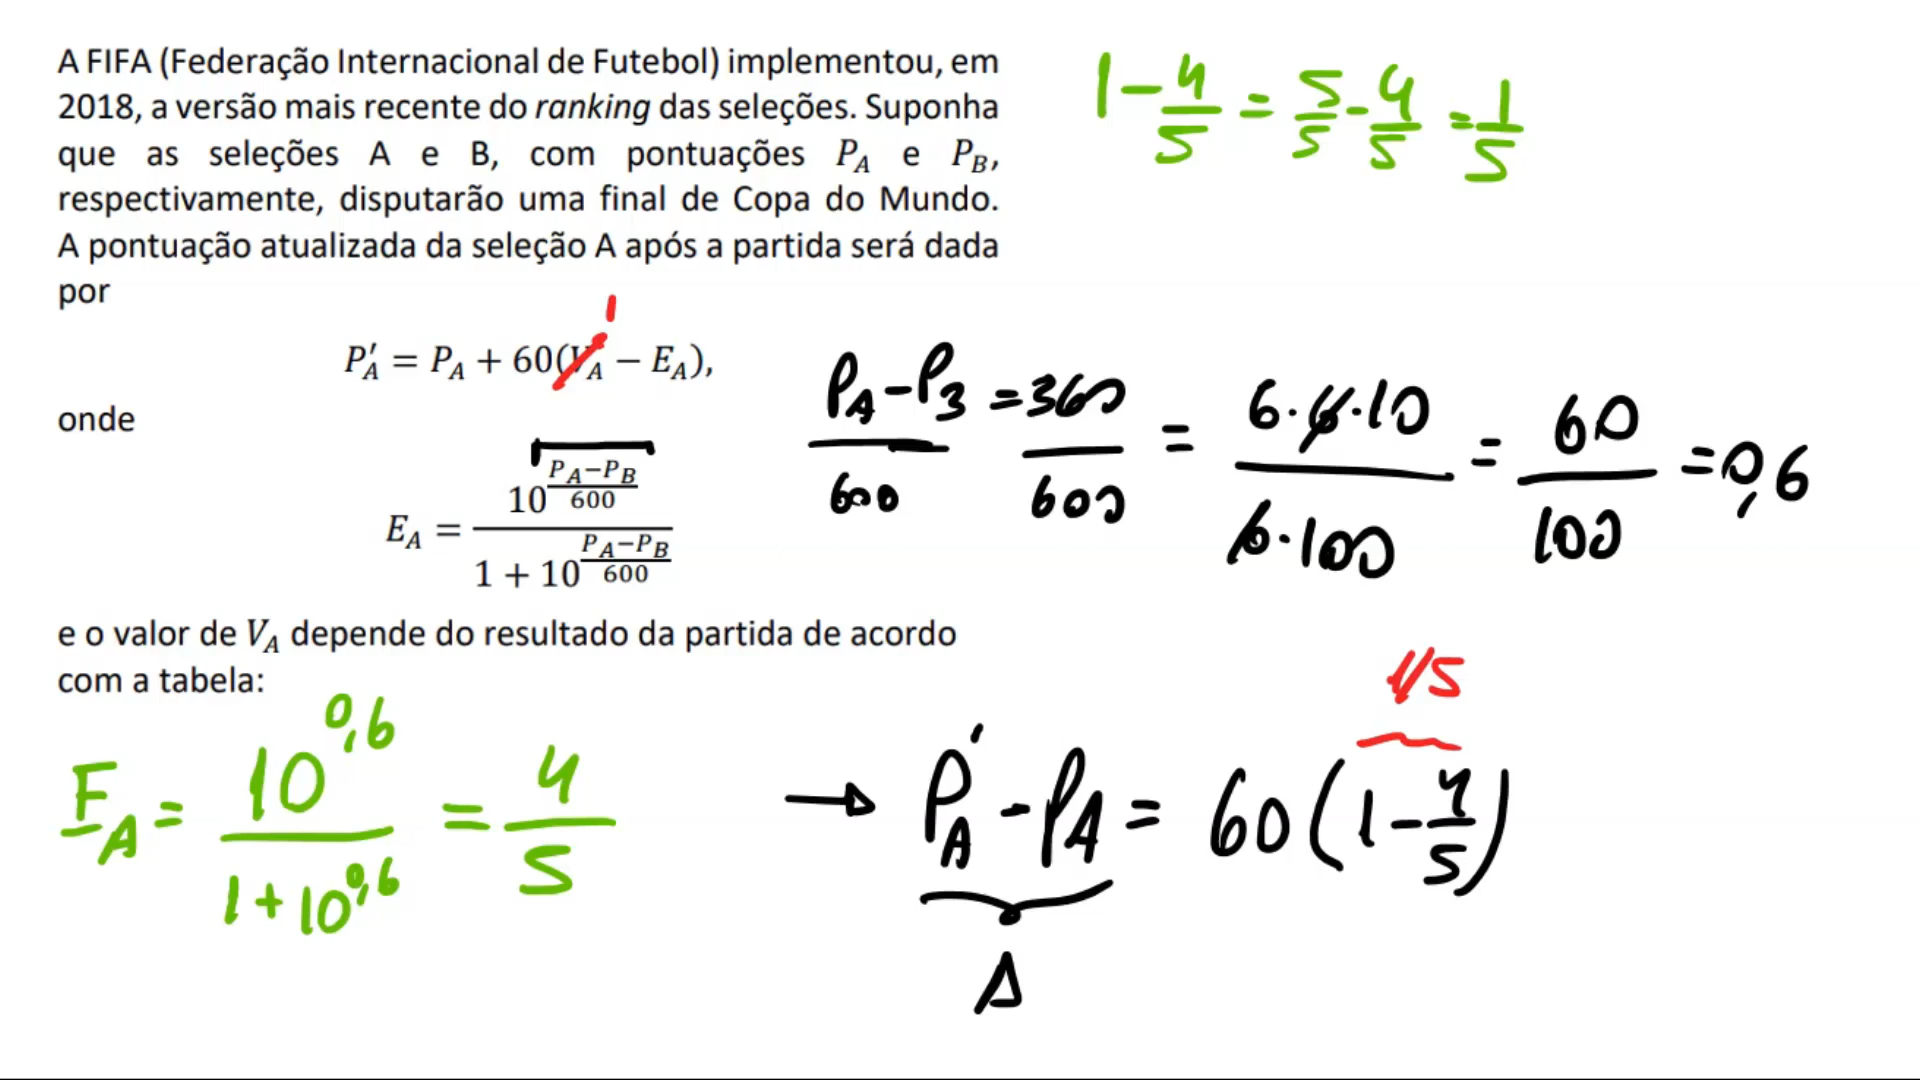 A FIFA (Federação Internacional de Futebol) implementou, em
2018, a versão mais recente do ranking das seleções. Suponha
que as seleções A e B, com pontuações P_A e P_B,
respectivamente, disputarão uma final de Copa do Mundo.
A pontuação atualizada da seleção A após a partida será dada
por
1
P'_A = P_A + 60(V_A − E_A),
onde
E_A = 10^{(P_A−P_B)/600} / (1 + 10^{(P_A−P_B)/600})
e o valor de V_A depende do resultado da partida de acordo
com a tabela:
E_A = 10^{0,6} / (1 + 10^{0,6}) = 4/5
1 − 4/5 = 5/5 − 4/5 = 1/5
(P_A − P_B)/600 = 360/600 = (6·6·10)/(6·100) = 60/100 = 0,6
1/5
→ P'_A − P_A = 60(1 − 4/5)
Δ